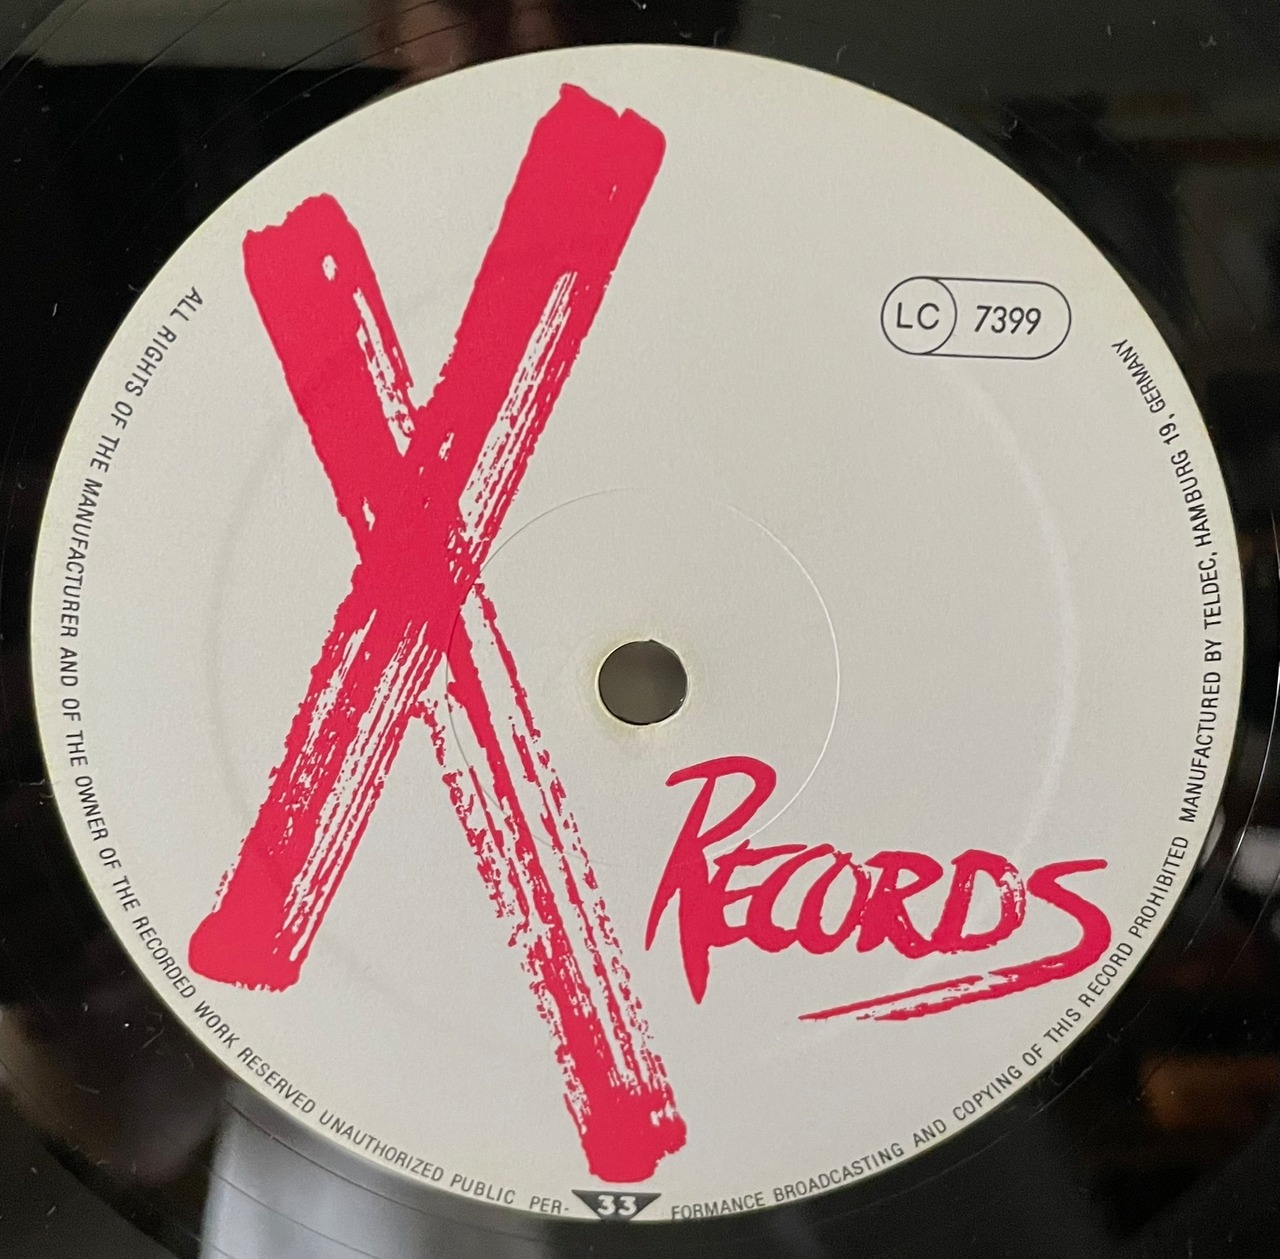 X
RECORDS
LC 7399
ALL RIGHTS OF THE MANUFACTURER AND OF THE OWNER OF THE RECORDED WORK RESERVED UNAUTHORIZED PUBLIC PER-
33
FORMANCE BROADCASTING AND COPYING OF THIS RECORD PROHIBITED MANUFACTURED BY TELDEC, HAMBURG 19, GERMANY